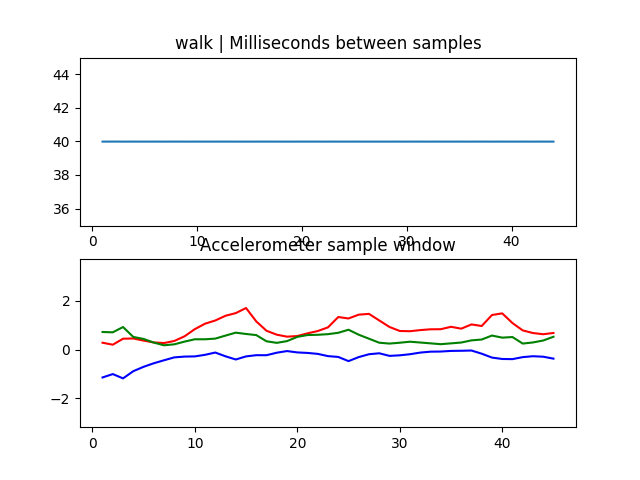 walk | Milliseconds between samples
44
42
40
38
36
0 10 20 30 40
Accelerometer sample window
2
0
−2
0 10 20 30 40